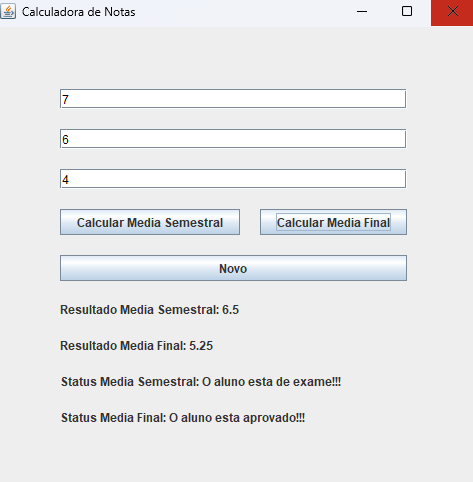 Calculadora de Notas
7
6
4
Calcular Media Semestral Calcular Media Final
Novo
Resultado Media Semestral: 6.5
Resultado Media Final: 5.25
Status Media Semestral: O aluno esta de exame!!!
Status Media Final: O aluno esta aprovado!!!